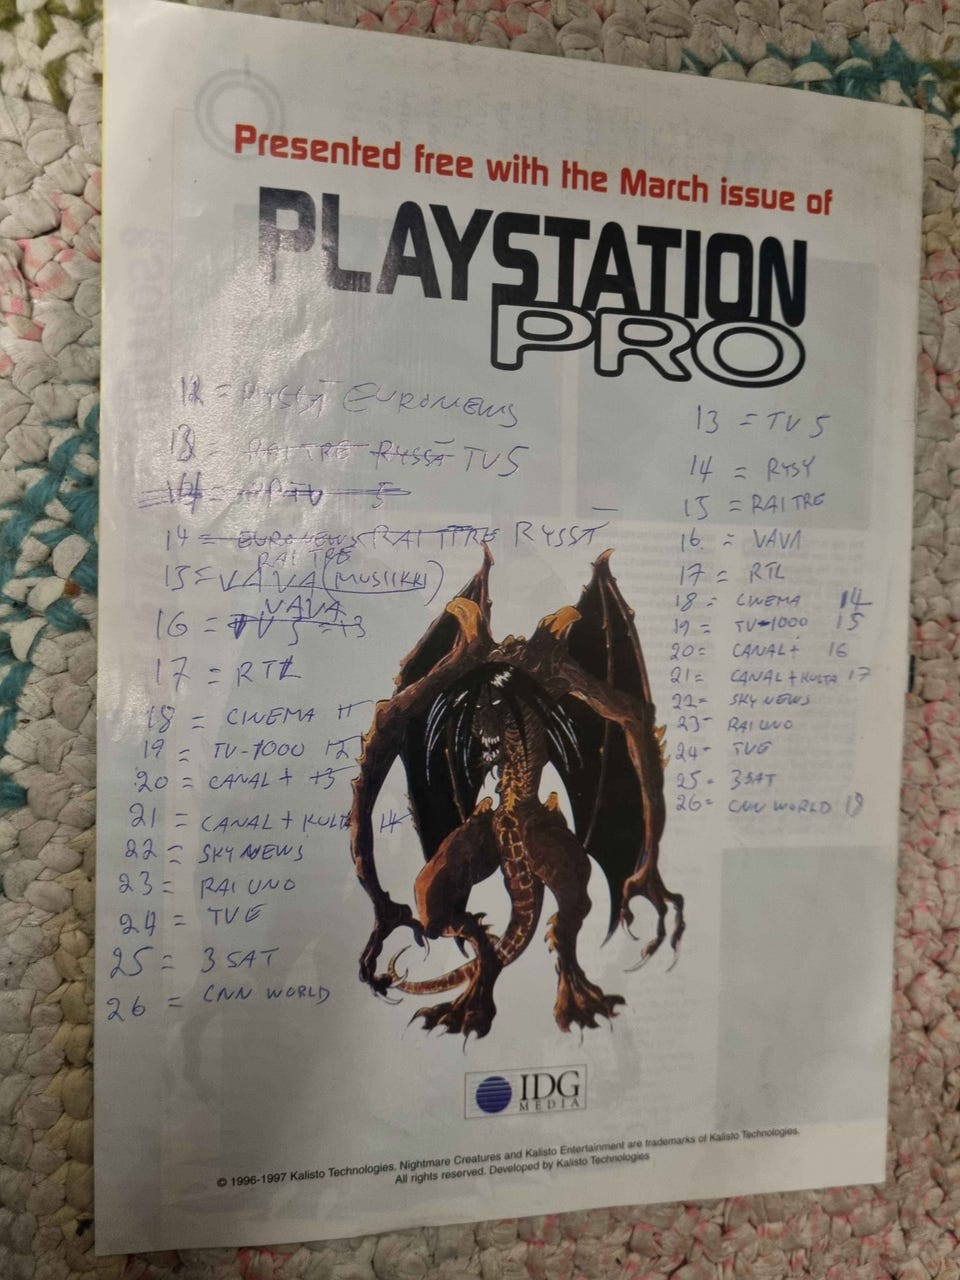 Presented free with the March issue of
PLAYSTATION
PRO
12 = RYSSÄ EURONEWS
13 = RAI TRE RYSSÄ TV5
14 = 5
14 = EURONEWS RAI TRE RYSSÄ
RAI TRE
15 = VAVA (MUSIIKKI)
VAVA
16 = TV 5 = 13
17 = RTL
18 = CINEMA 11
19 = TV-1000 12
20 = CANAL + 13
21 = CANAL + KULTA 14
22 = SKY NEWS
23 = RAI UNO
24 = TVE
25 = 3 SAT
26 = CNN WORLD
13 = TV 5
14 = RYSY
15 = RAI TRE
16 = VAVA
17 = RTL
18 = CINEMA 14
19 = TV-1000 15
20 = CANAL+ 16
21 = CANAL + KULTA 17
22 = SKY NEWS
23 = RAI UNO
24 = TVE
25 = 3 SAT
26 = CNN WORLD 18
IDG
MEDIA
© 1996-1997 Kalisto Technologies. Nightmare Creatures and Kalisto Entertainment are trademarks of Kalisto Technologies.
All rights reserved. Developed by Kalisto Technologies